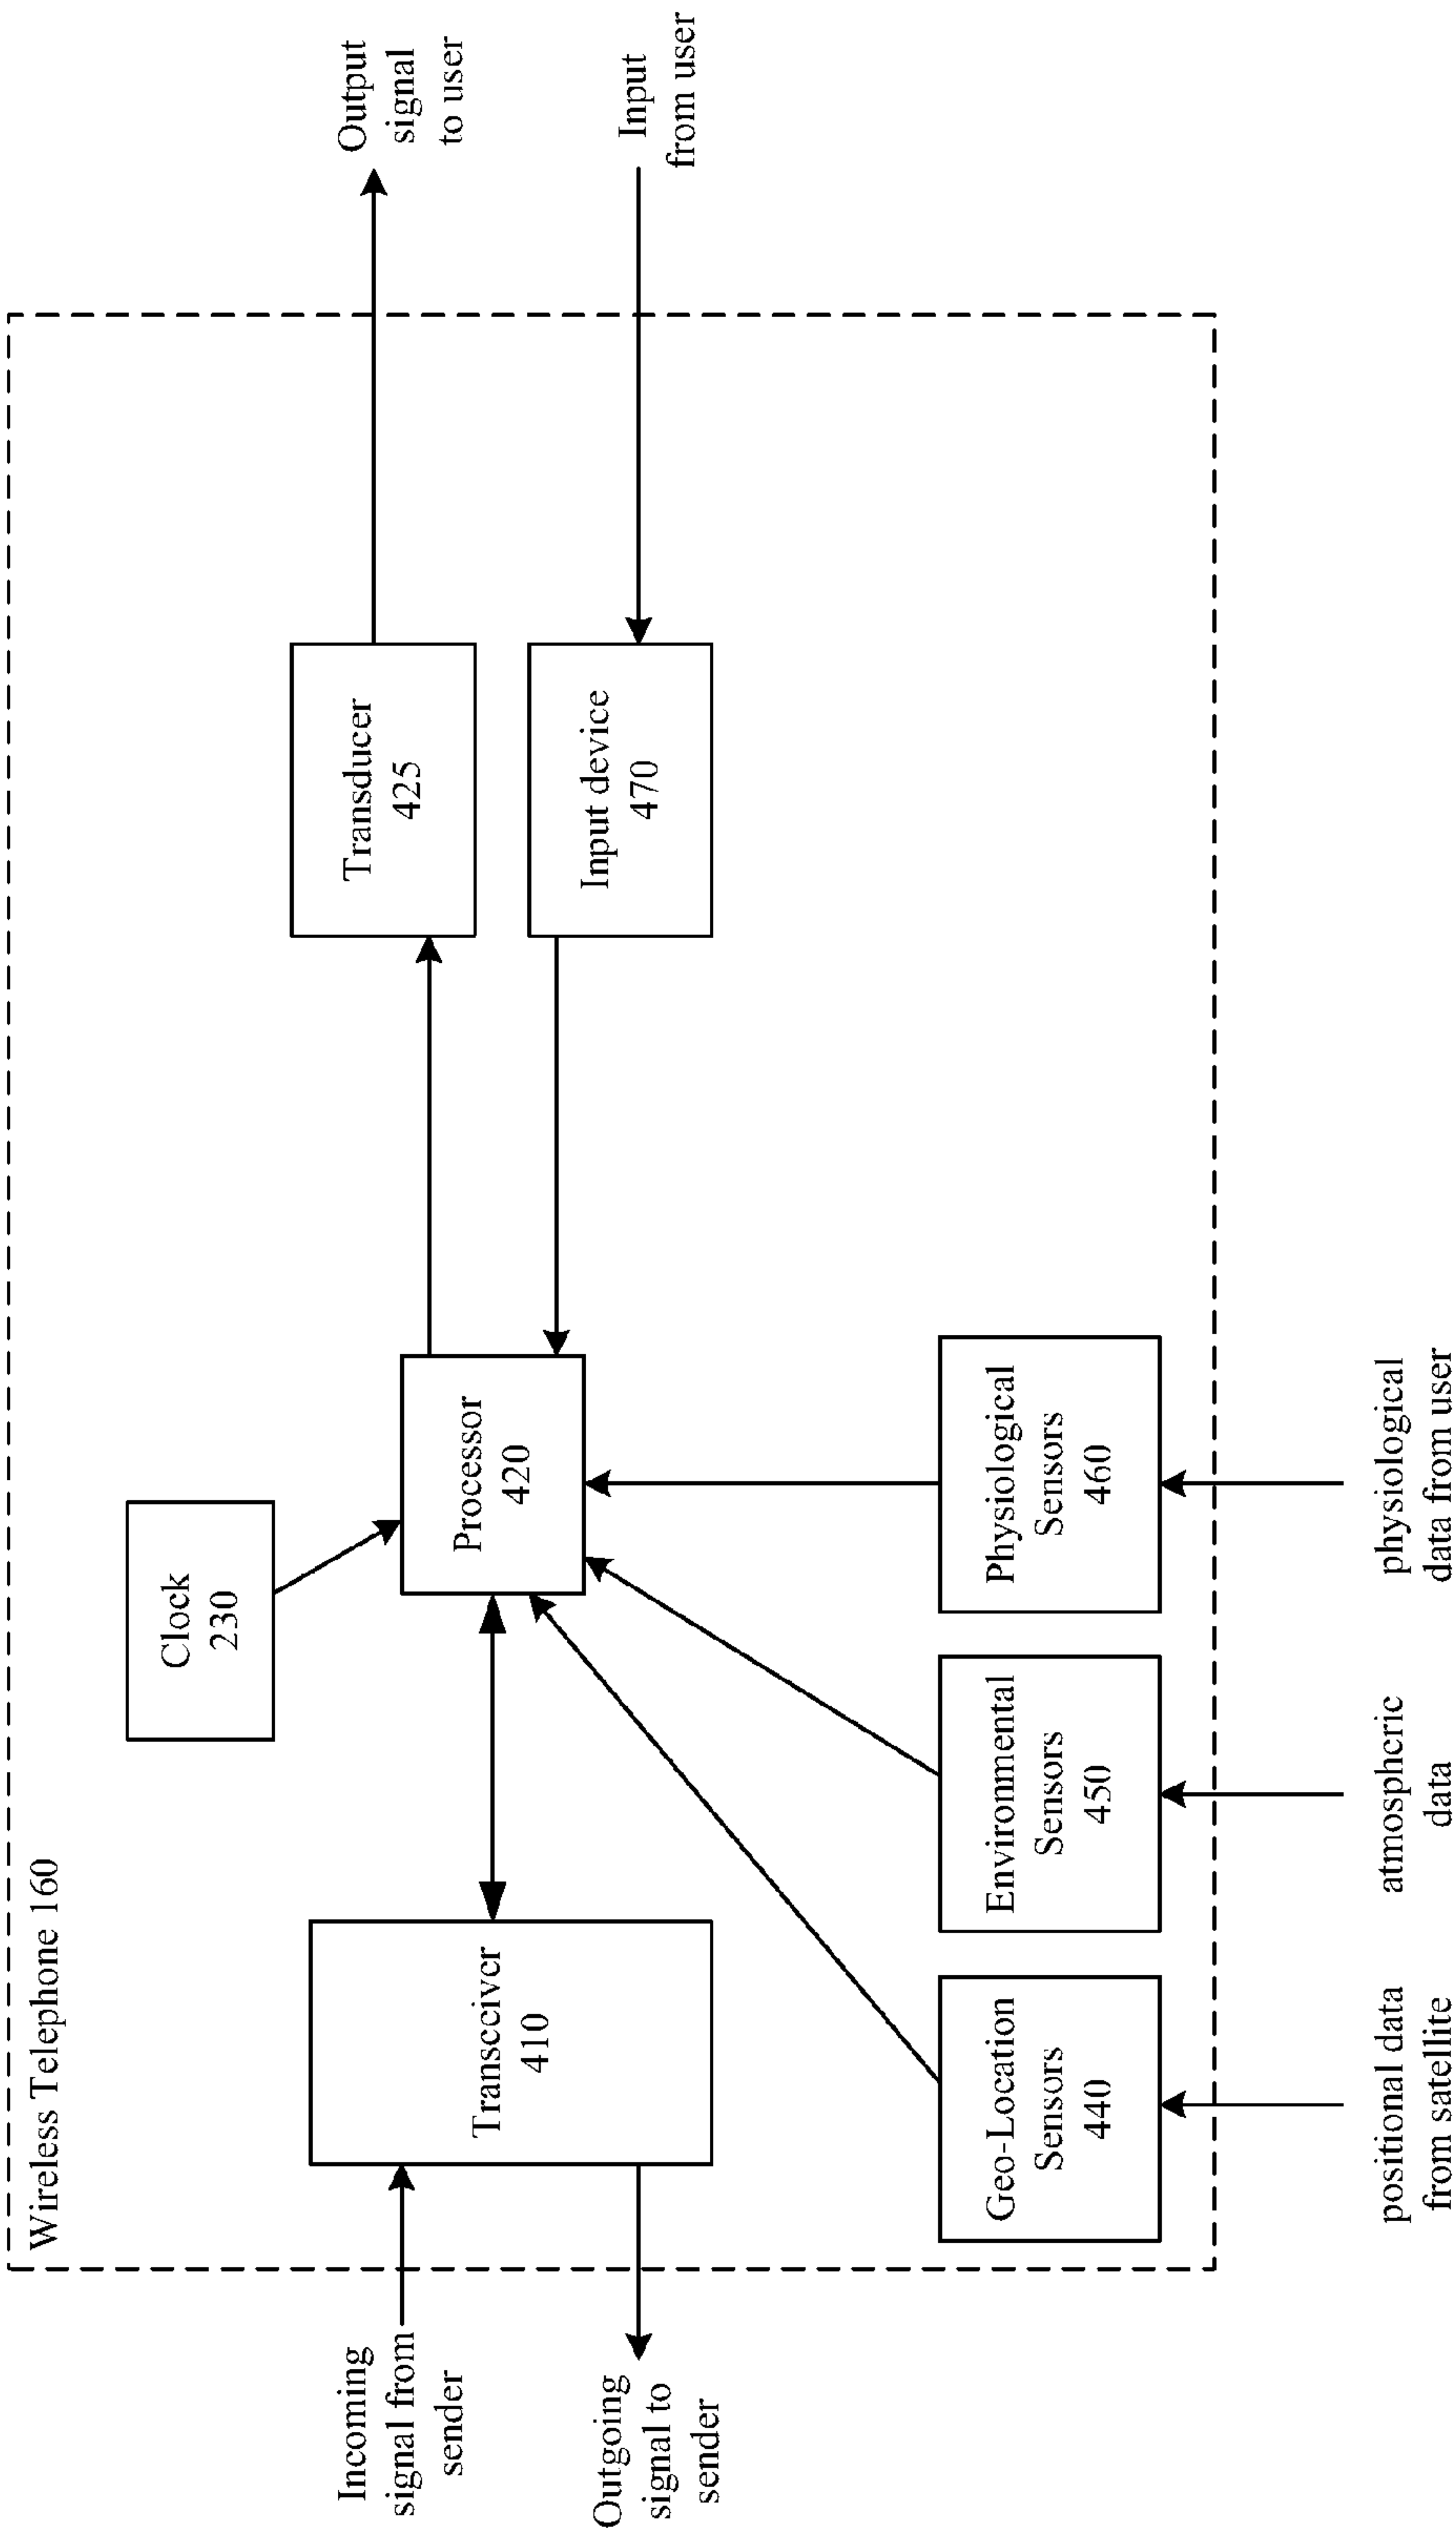 Wireless Telephone 160
Clock
230
Incoming
signal from
sender
Outgoing
signal to
sender
Transceiver
410
Processor
420
Transducer
425
Input device
470
Output
signal
to user
Input
from user
Geo-Location
Sensors
440
Environmental
Sensors
450
Physiological
Sensors
460
positional data
from satellite
atmospheric
data
physiological
data from user